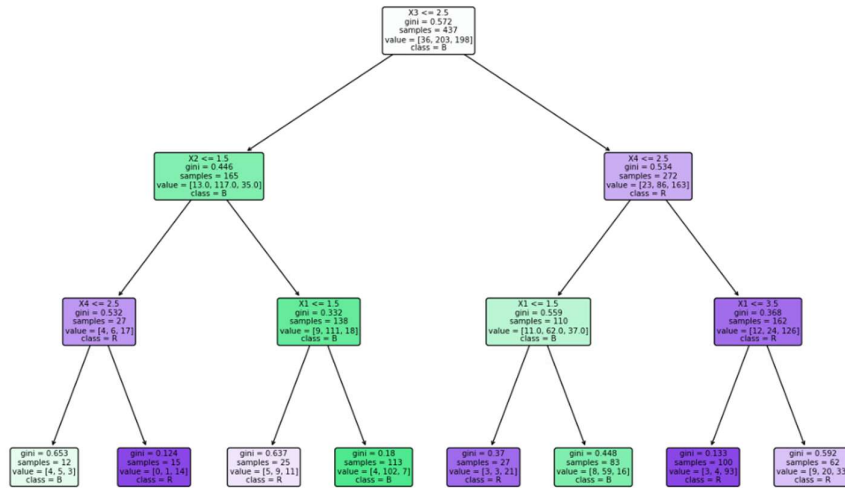 X3 <= 2.5
gini = 0.572
samples = 437
value = [36, 203, 198]
class = B
X2 <= 1.5
gini = 0.446
samples = 165
value = [13.0, 117.0, 35.0]
class = B
X4 <= 2.5
gini = 0.534
samples = 272
value = [23, 86, 163]
class = R
X4 <= 2.5
gini = 0.532
samples = 27
value = [4, 6, 17]
class = R
X1 <= 1.5
gini = 0.332
samples = 138
value = [9, 111, 18]
class = B
X1 <= 1.5
gini = 0.559
samples = 110
value = [11.0, 62.0, 37.0]
class = B
X1 <= 3.5
gini = 0.368
samples = 162
value = [12, 24, 126]
class = R
gini = 0.653
samples = 12
value = [4, 5, 3]
class = B
gini = 0.124
samples = 15
value = [0, 1, 14]
class = R
gini = 0.637
samples = 25
value = [5, 9, 11]
class = R
gini = 0.18
samples = 113
value = [4, 102, 7]
class = B
gini = 0.37
samples = 27
value = [3, 3, 21]
class = R
gini = 0.448
samples = 83
value = [8, 59, 16]
class = B
gini = 0.133
samples = 100
value = [3, 4, 93]
class = R
gini = 0.592
samples = 62
value = [9, 20, 33]
class = R